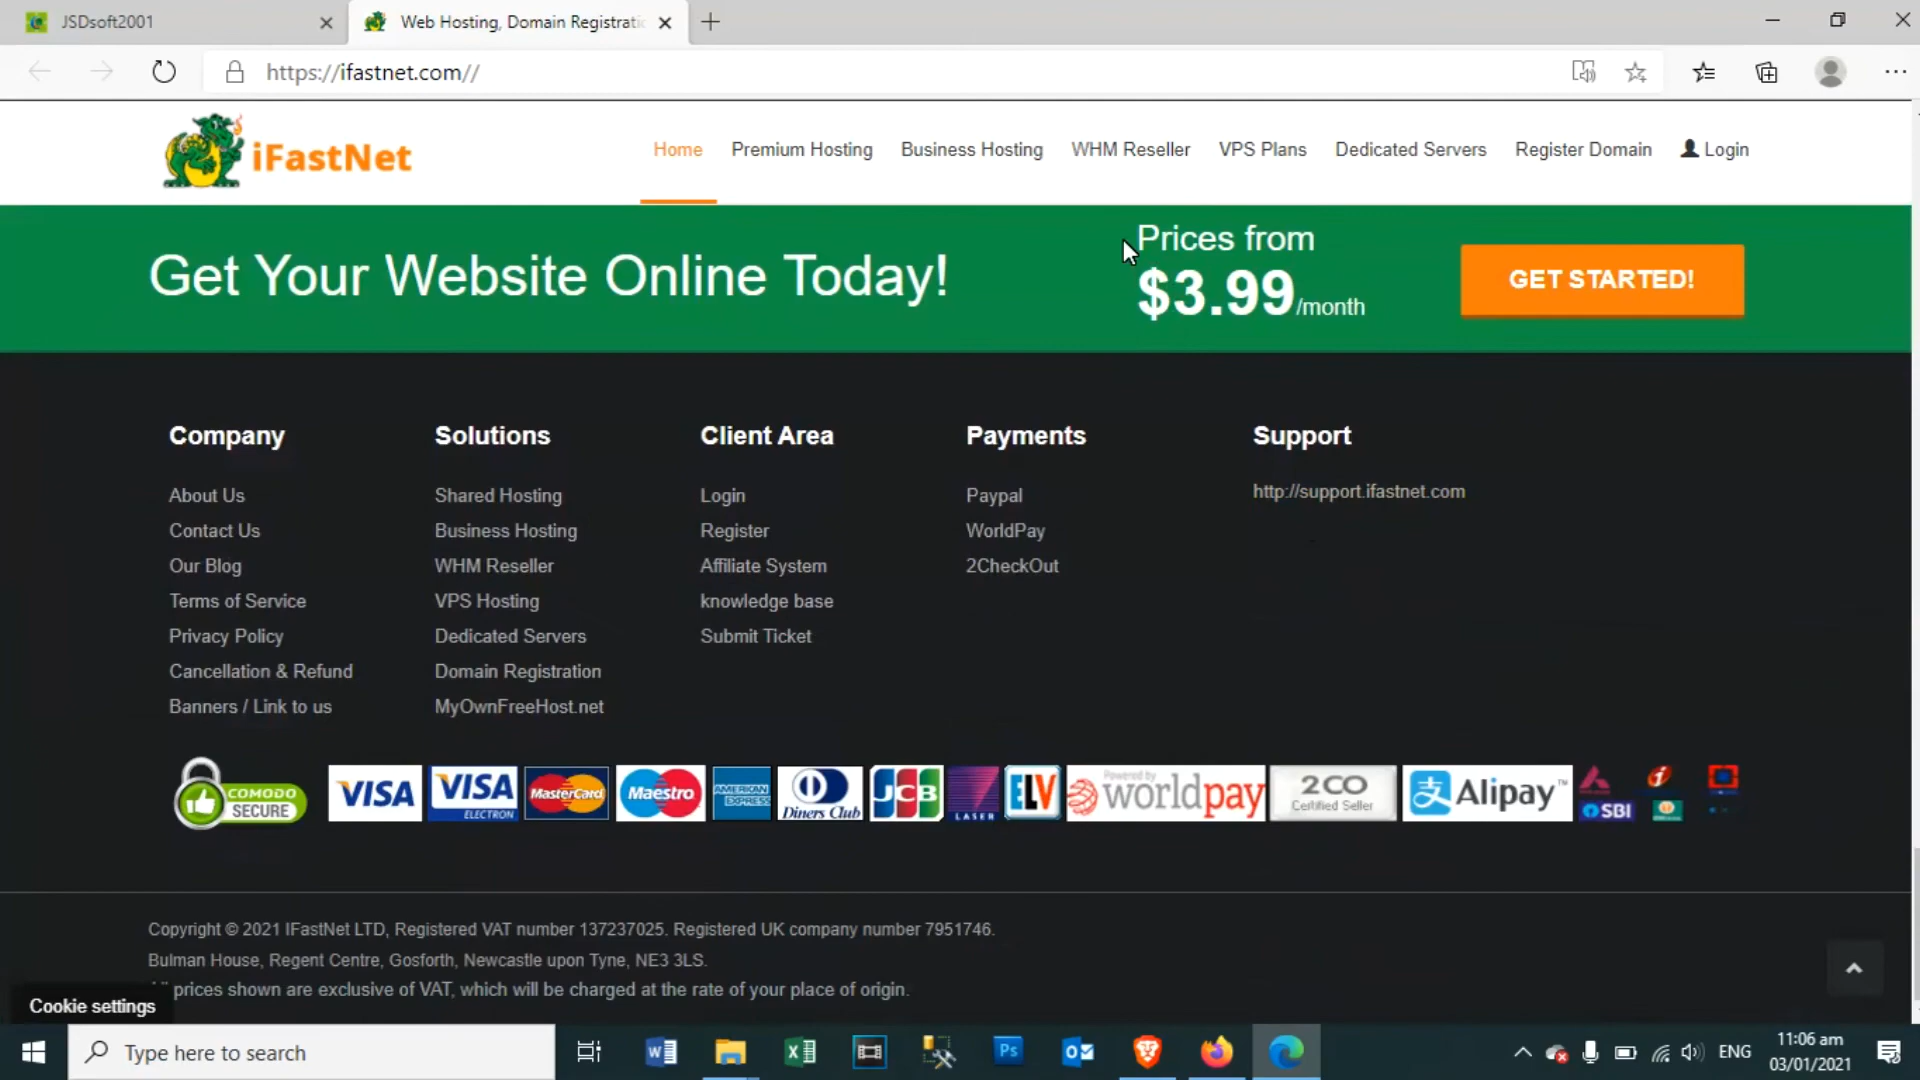 JSDsoft2001
Web Hosting, Domain Registratic
https://ifastnet.com//
iFastNet
Home
Premium Hosting
Business Hosting
WHM Reseller
VPS Plans
Dedicated Servers
Register Domain
Login
Get Your Website Online Today!
Prices from
$3.99/month
GET STARTED!
Company
About Us
Contact Us
Our Blog
Terms of Service
Privacy Policy
Cancellation & Refund
Banners / Link to us
Solutions
Shared Hosting
Business Hosting
WHM Reseller
VPS Hosting
Dedicated Servers
Domain Registration
MyOwnFreeHost.net
Client Area
Login
Register
Affiliate System
knowledge base
Submit Ticket
Payments
Paypal
WorldPay
2CheckOut
Support
http://support.ifastnet.com
COMODO
SECURE
VISA
VISA
ELECTRON
MasterCard
Maestro
AMERICAN
EXPRESS
Diners Club
JCB
LASER
ELV
Powered by
worldpay
2CO
Certified Seller
支
Alipay™
SBI
Copyright © 2021 IFastNet LTD, Registered VAT number 137237025. Registered UK company number 7951746.
Bulman House, Regent Centre, Gosforth, Newcastle upon Tyne, NE3 3LS.
prices shown are exclusive of VAT, which will be charged at the rate of your place of origin.
Cookie settings
Type here to search
Ps
ENG
11:06 am
03/01/2021